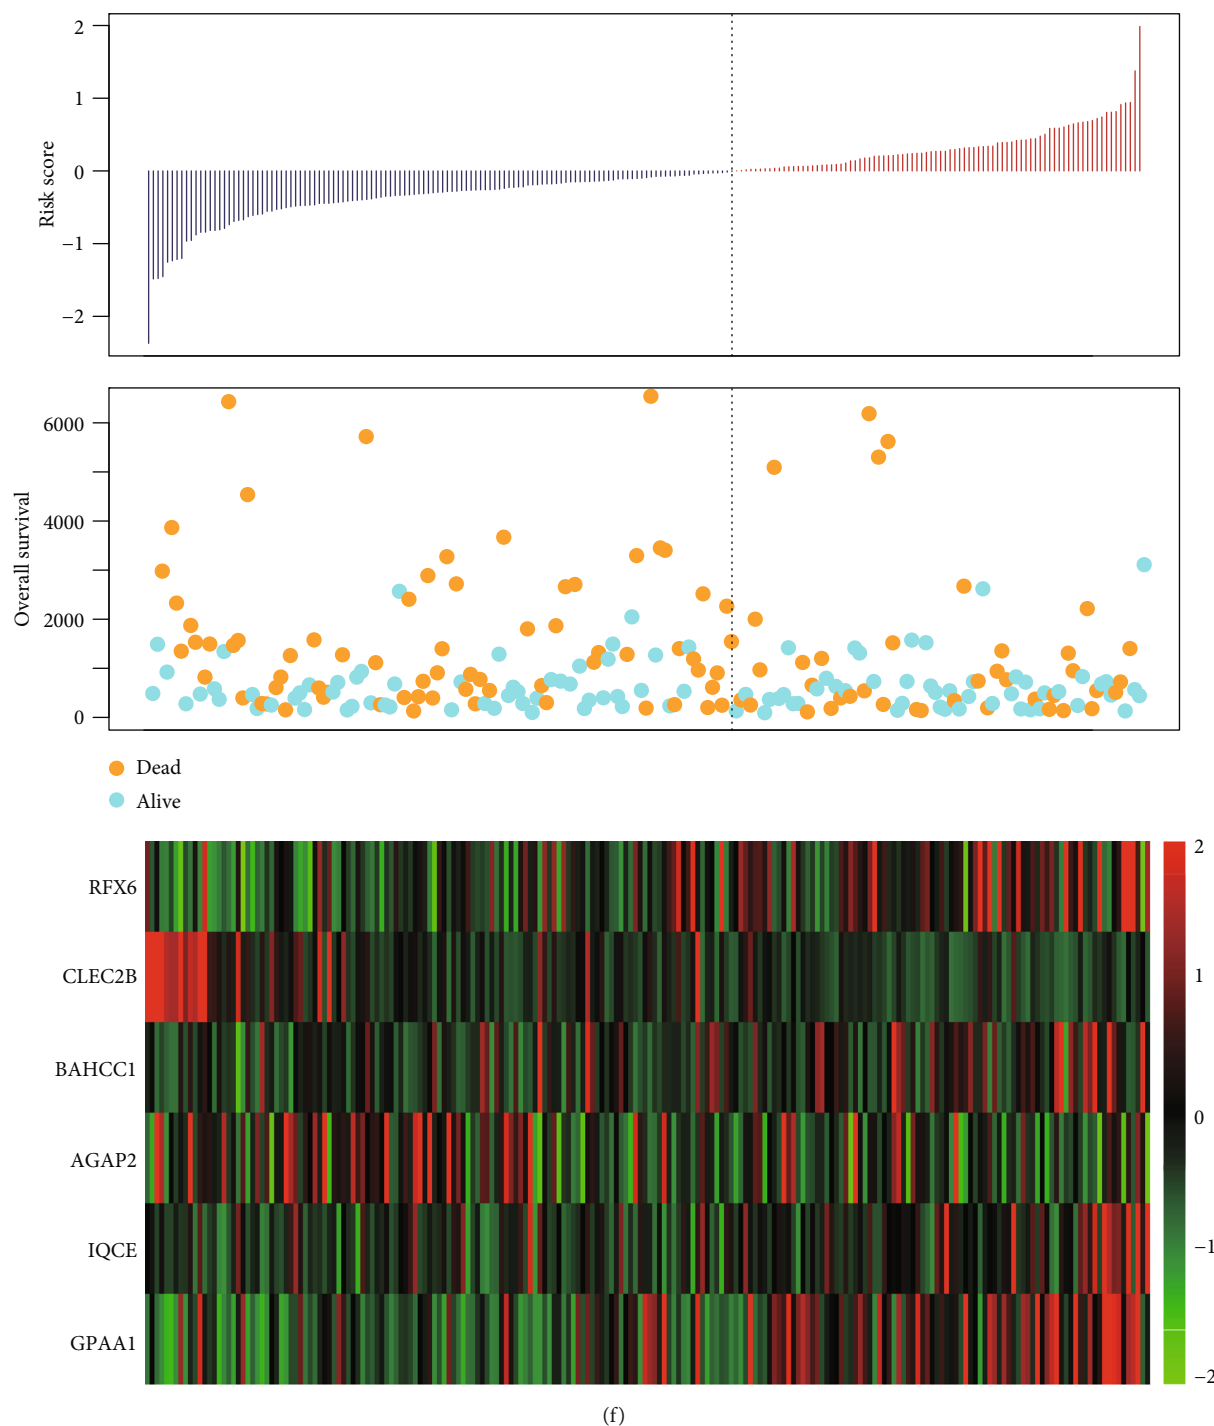 2
1
0
−1
−2
Risk score
6000
4000
2000
0
Overall survival
Dead
Alive
RFX6
CLEC2B
BAHCC1
AGAP2
IQCE
GPAA1
2
1
0
−1
−2
(f)